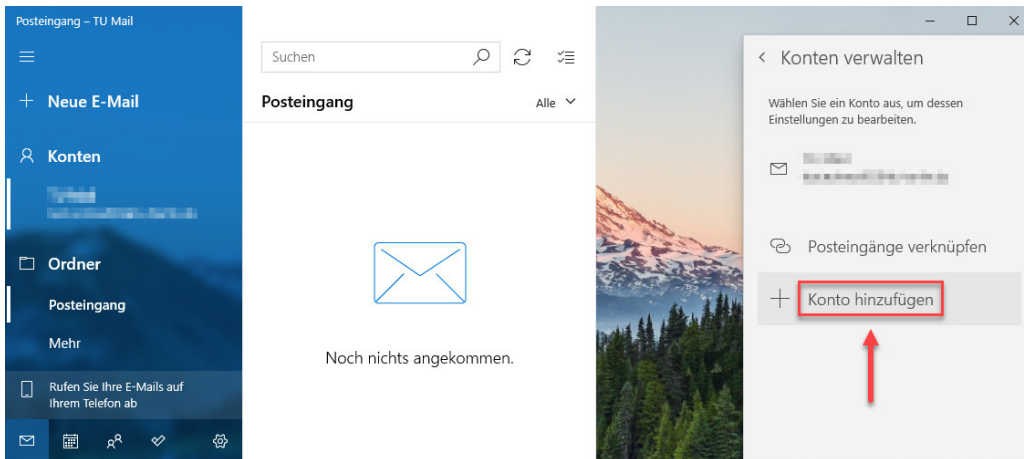 Posteingang – TU Mail
Neue E-Mail
Konten
Ordner
Posteingang
Mehr
Rufen Sie Ihre E-Mails auf
Ihrem Telefon ab
Suchen
Posteingang
Alle
Noch nichts angekommen.
Konten verwalten
Wählen Sie ein Konto aus, um dessen
Einstellungen zu bearbeiten.
Posteingänge verknüpfen
Konto hinzufügen